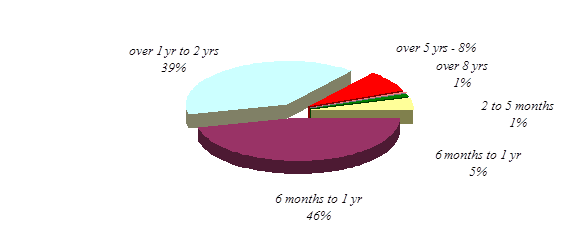 over 1 yr to 2 yrs
39%
over 5 yrs - 8%
over 8 yrs
1%
2 to 5 months
1%
6 months to 1 yr
5%
6 months to 1 yr
46%